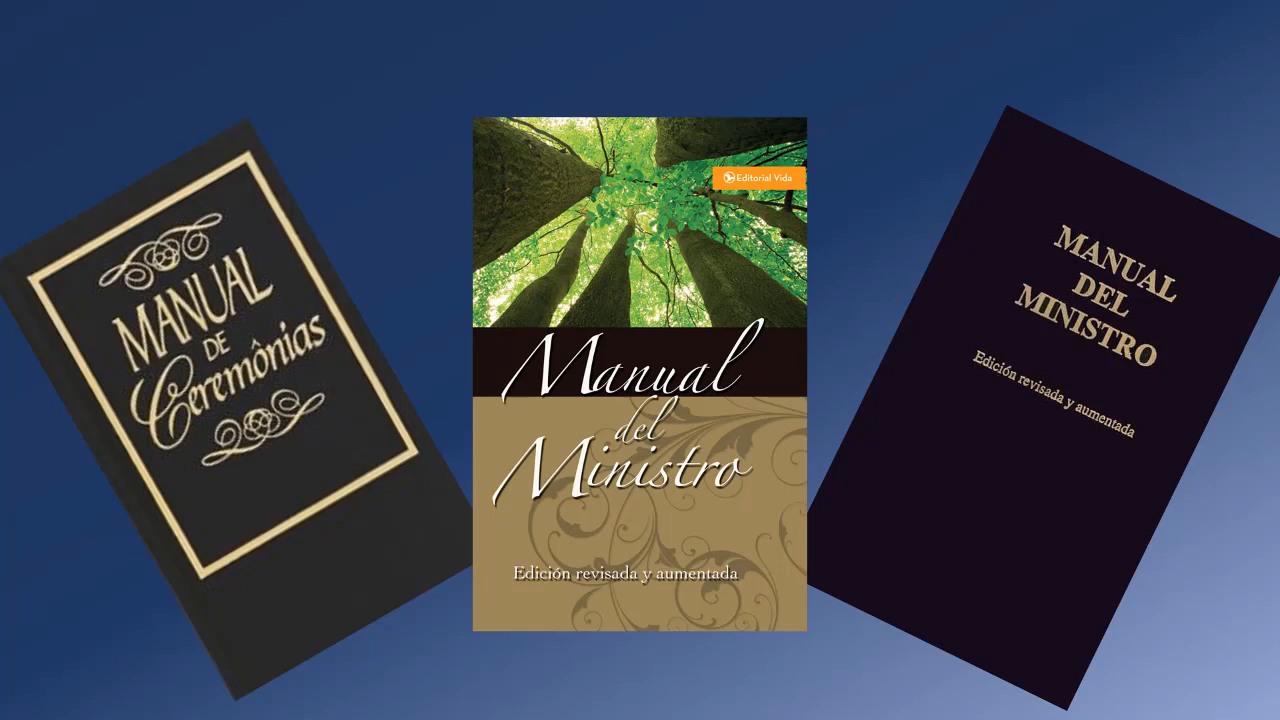 MANUAL
DE
Ceremônias
Editorial Vida
Manual
del
Ministro
Edición revisada y aumentada
MANUAL
DEL
MINISTRO
Edición revisada y aumentada